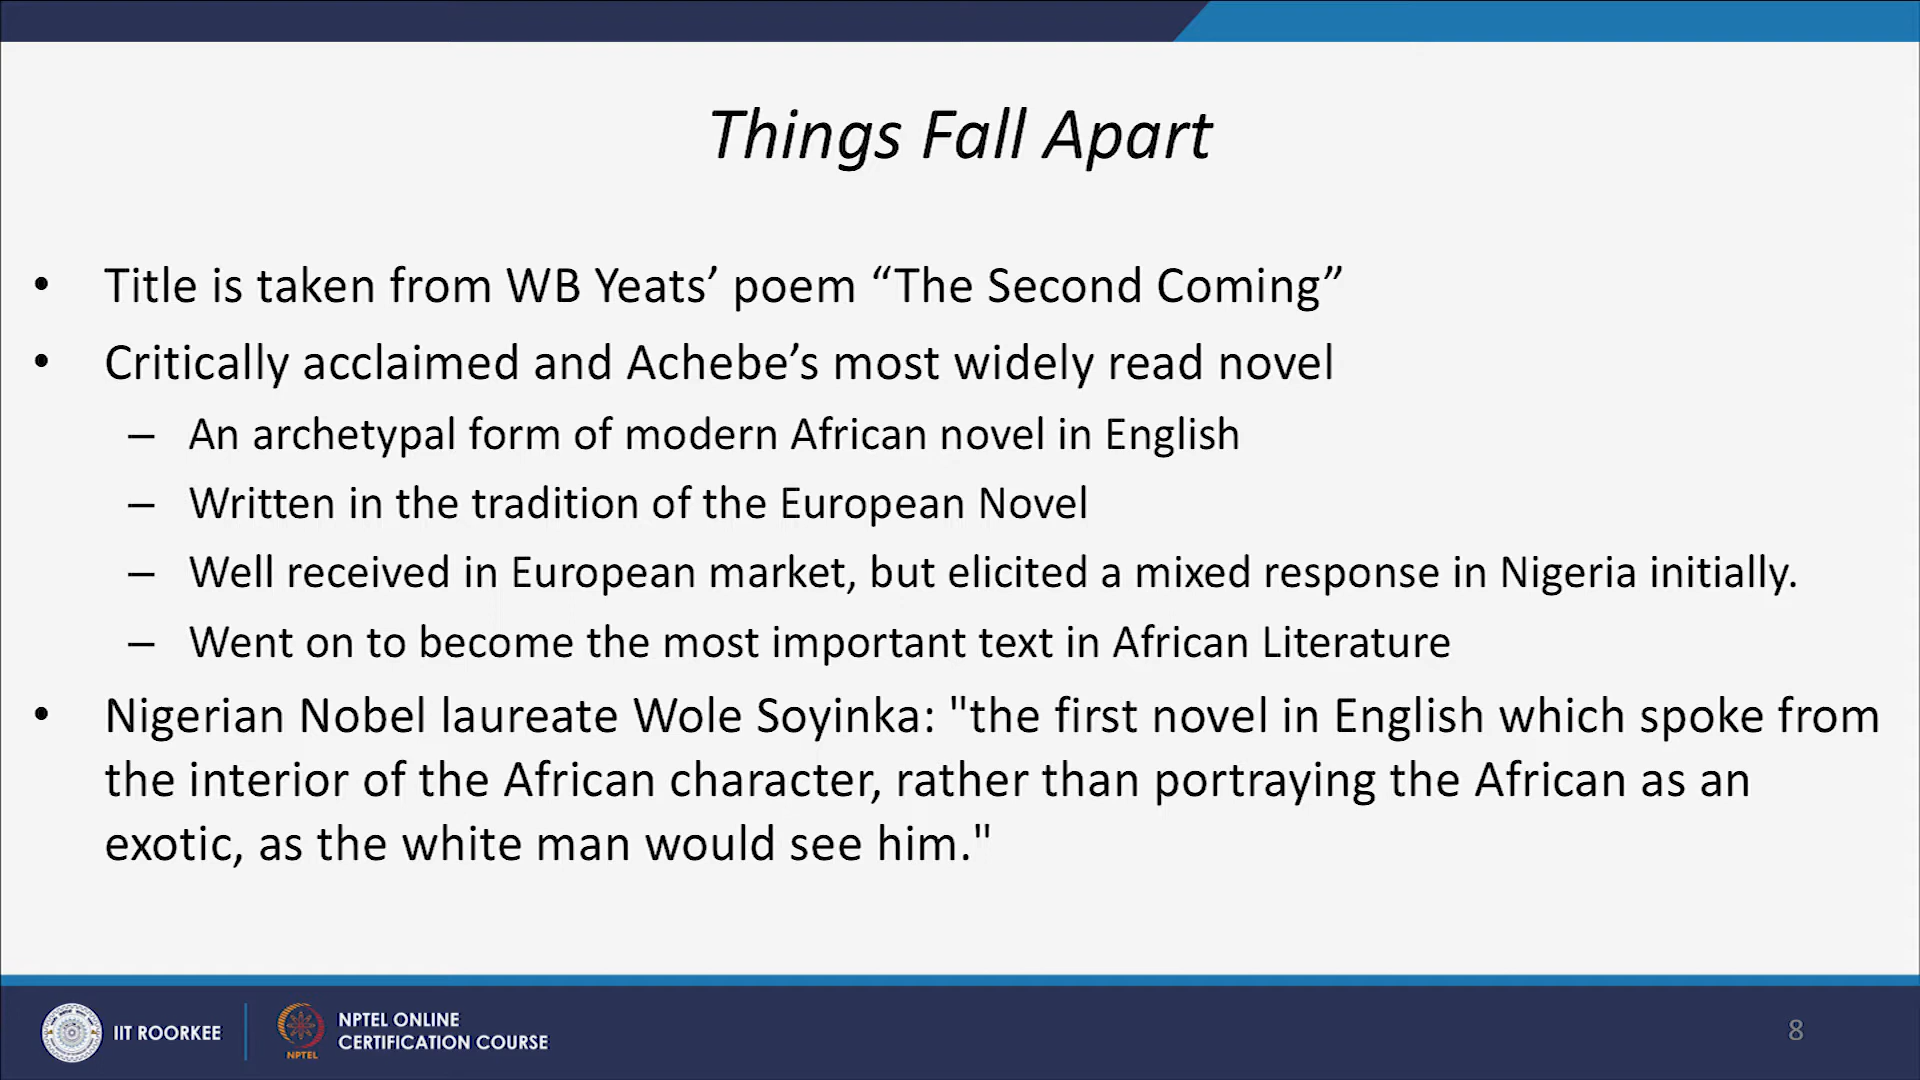 Things Fall Apart
• Title is taken from WB Yeats’ poem “The Second Coming”
• Critically acclaimed and Achebe’s most widely read novel
– An archetypal form of modern African novel in English
– Written in the tradition of the European Novel
– Well received in European market, but elicited a mixed response in Nigeria initially.
– Went on to become the most important text in African Literature
• Nigerian Nobel laureate Wole Soyinka: "the first novel in English which spoke from
the interior of the African character, rather than portraying the African as an
exotic, as the white man would see him."
IIT ROORKEE
NPTEL
NPTEL ONLINE
CERTIFICATION COURSE
8